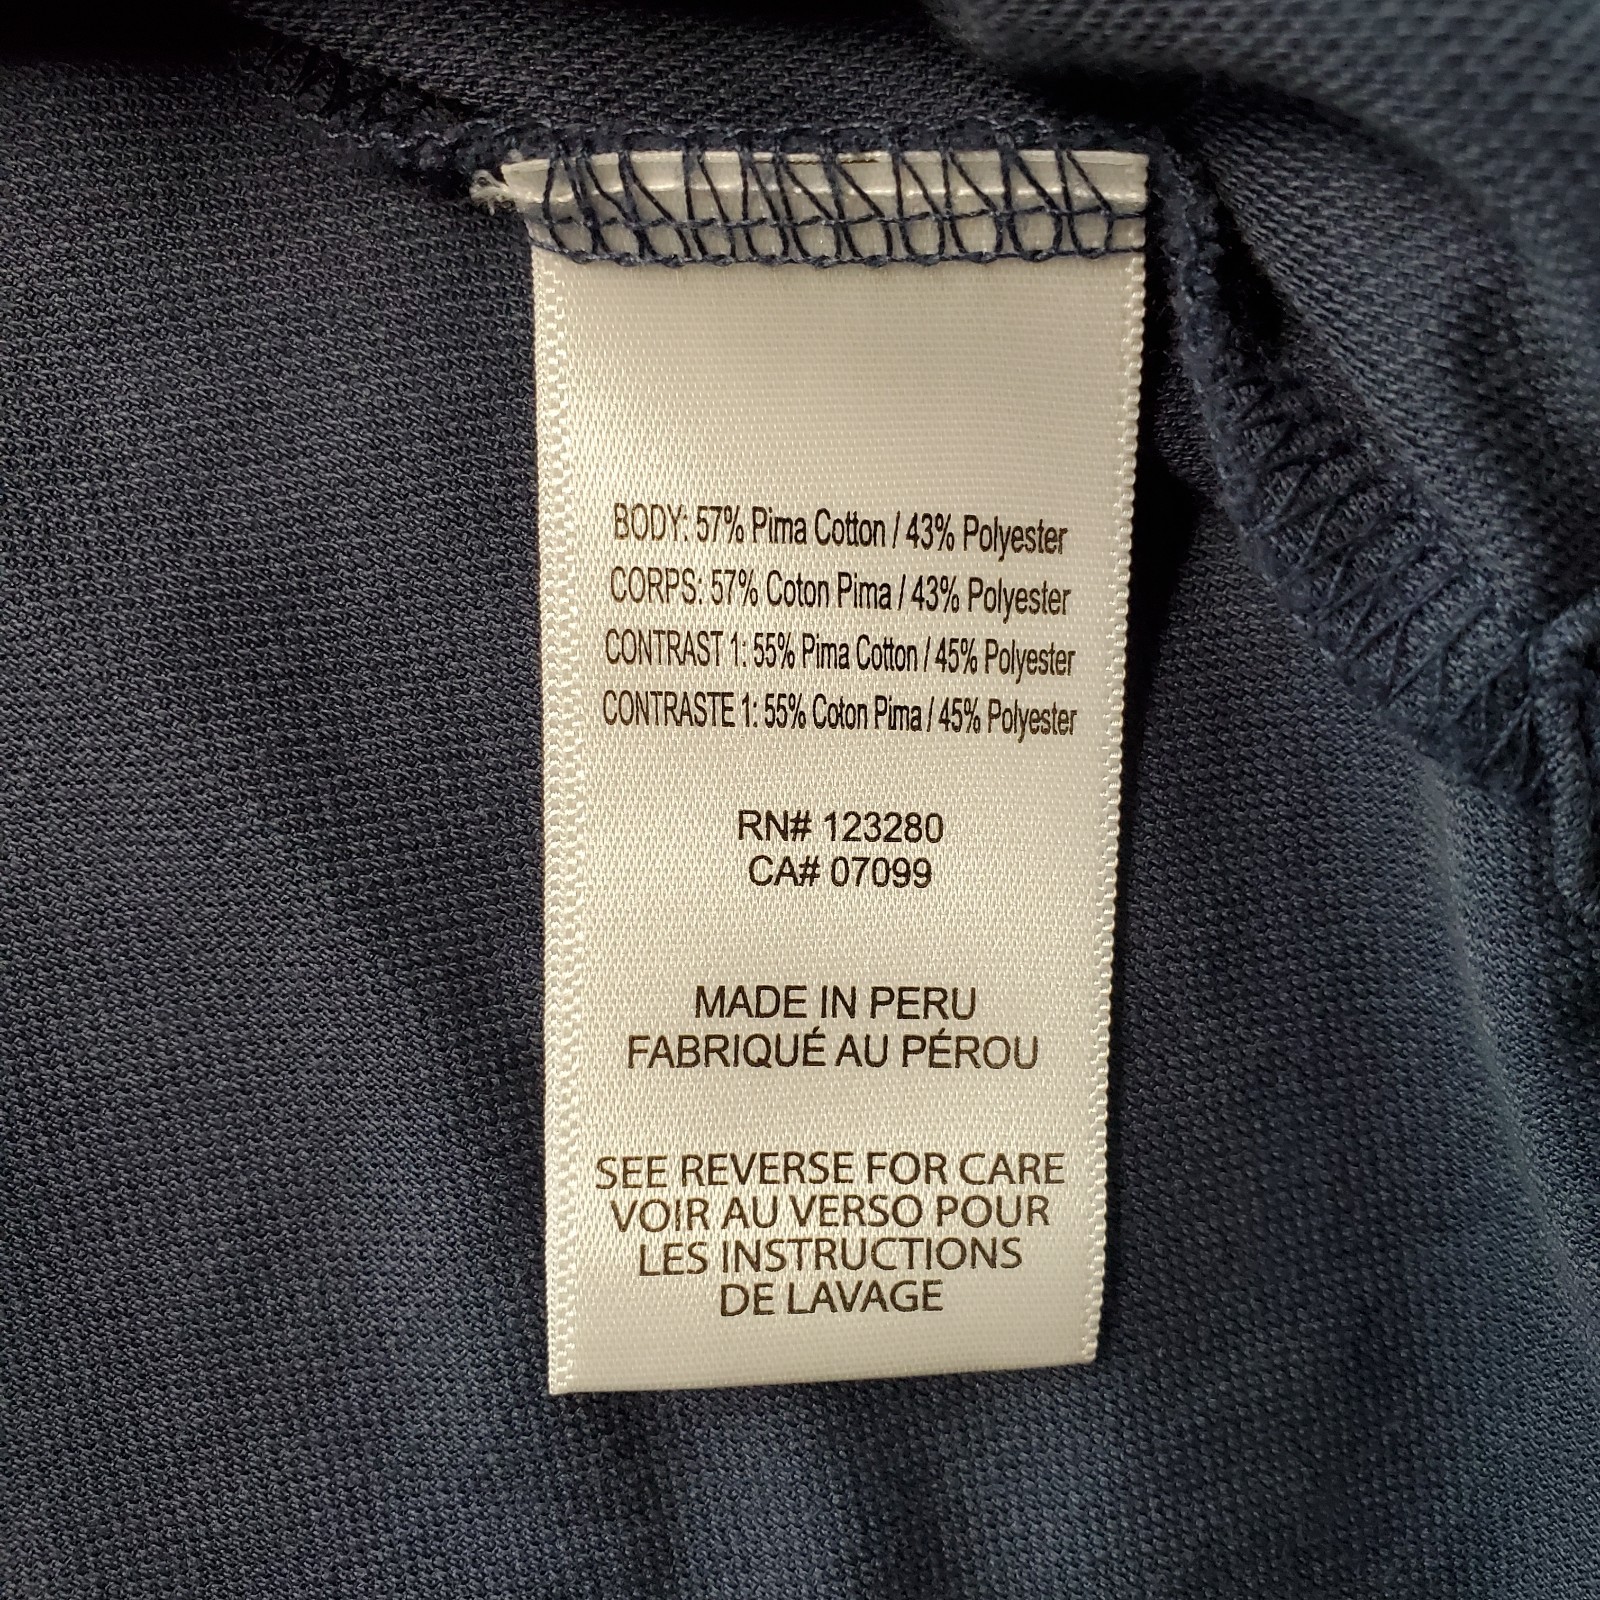 BODY: 57% Pima Cotton / 43% Polyester
CORPS: 57% Coton Pima / 43% Polyester
CONTRAST 1: 55% Pima Cotton / 45% Polyester
CONTRASTE 1: 55% Coton Pima / 45% Polyester
RN# 123280
CA# 07099
MADE IN PERU
FABRIQUÉ AU PÉROU
SEE REVERSE FOR CARE
VOIR AU VERSO POUR
LES INSTRUCTIONS
DE LAVAGE